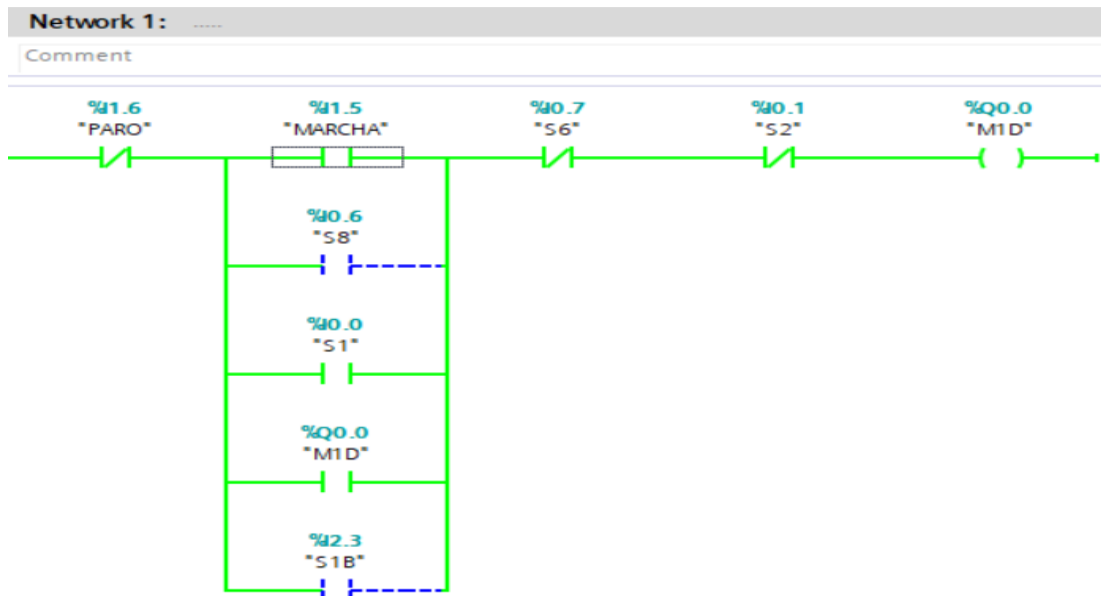 Network 1: .....
Comment
%I1.6 %I1.5 %I0.7 %I0.1 %Q0.0
"PARO" "MARCHA" "S6" "S2" "M1D"
%I0.6
"S8"
%I0.0
"S1"
%Q0.0
"M1D"
%I2.3
"S1B"